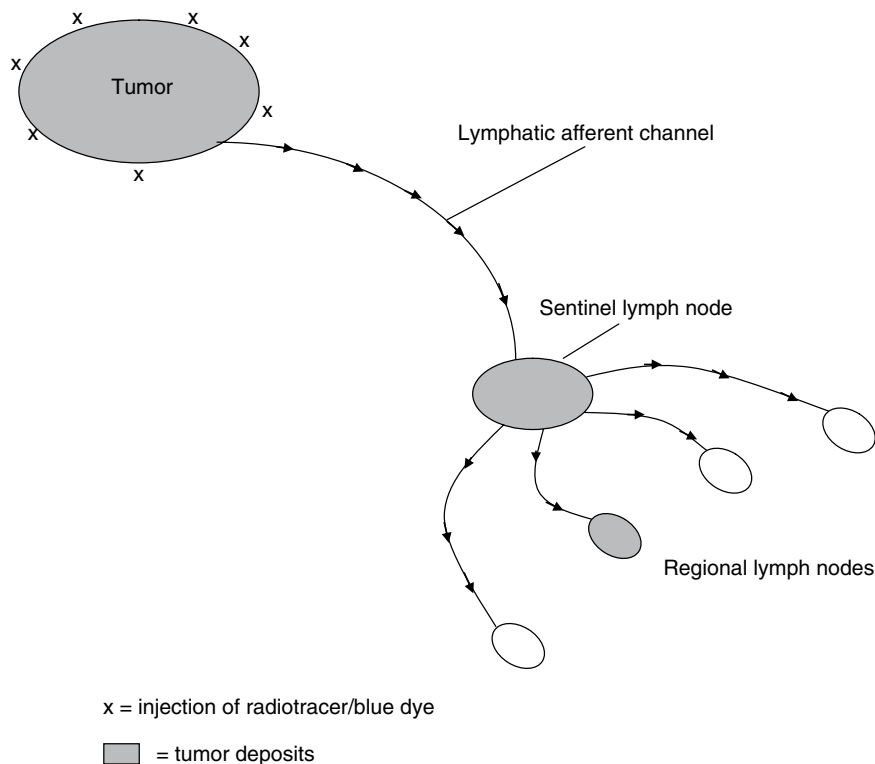 x x
x
x
Tumor
x
x
x
Lymphatic afferent channel
Sentinel lymph node
Regional lymph nodes
x = injection of radiotracer/blue dye
= tumor deposits